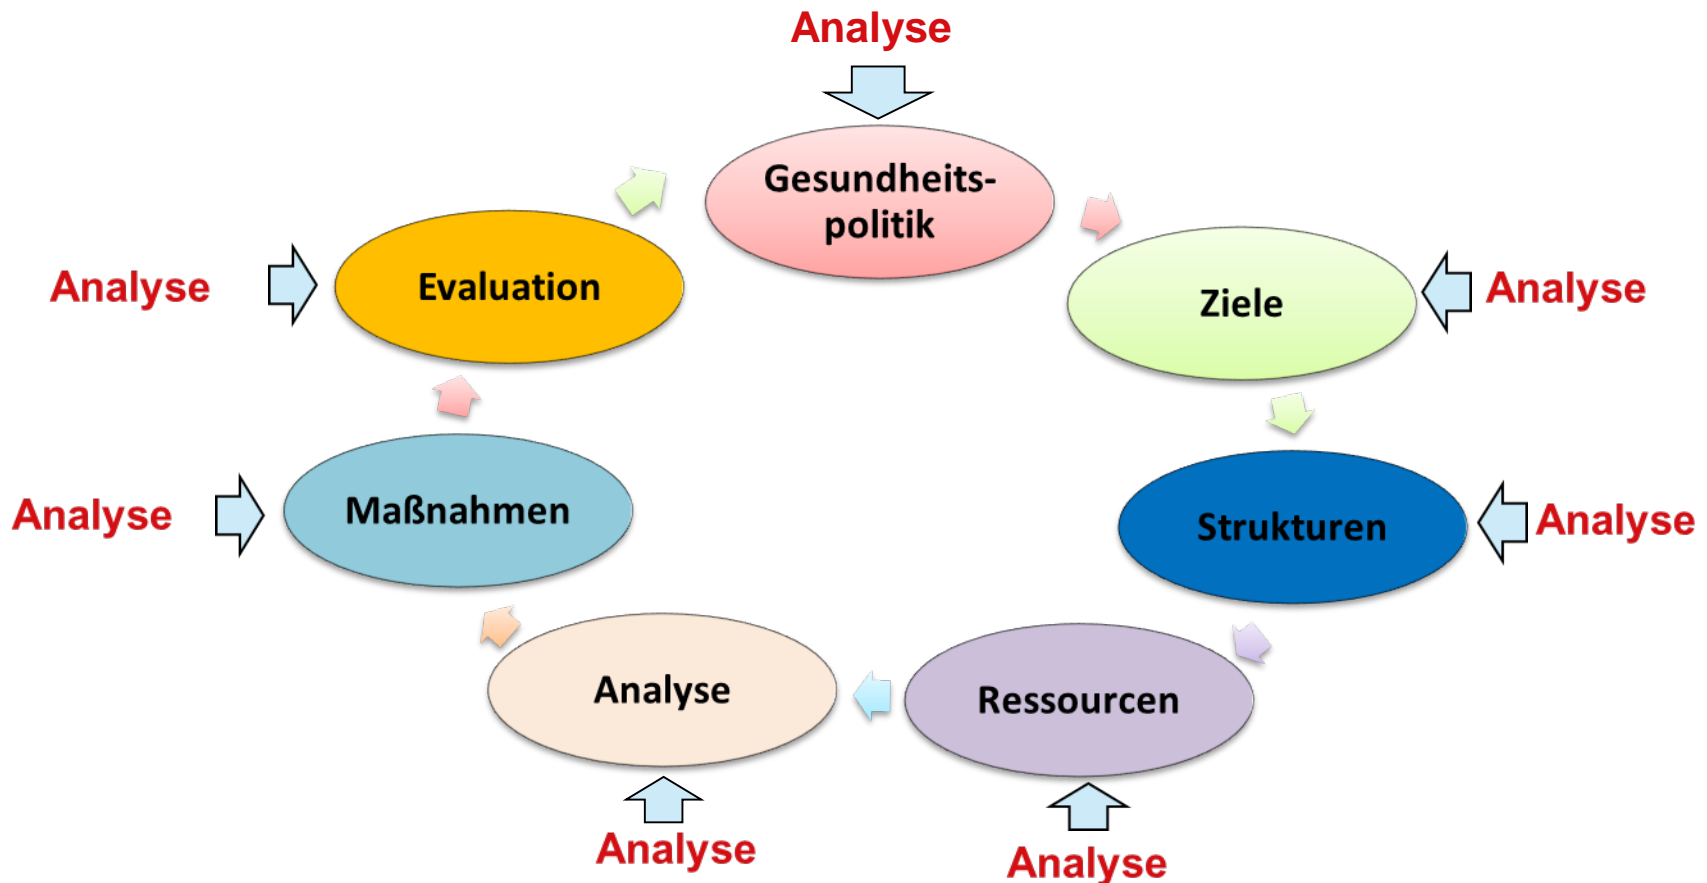 Analyse
Gesundheits-
politik
Analyse
Evaluation
Ziele
Analyse
Analyse
Maßnahmen
Strukturen
Analyse
Analyse
Ressourcen
Analyse
Analyse